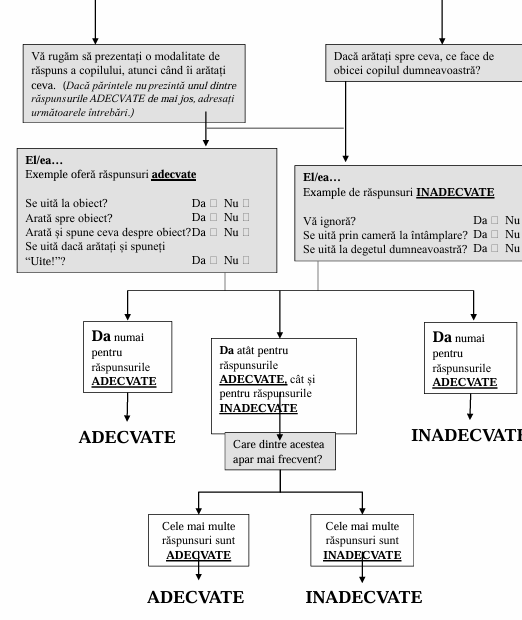 Vă rugăm să prezentați o modalitate de
răspuns a copilului, atunci când îi arătați
ceva. (Dacă părintele nu prezintă unul dintre
răspunsurile ADECVATE de mai jos, adresați
următoarele întrebări.)
Dacă arătați spre ceva, ce face de
obicei copilul dumneavoastră?
El/ea…
Exemple oferă răspunsuri adecvate
Se uită la obiect? Da □ Nu □
Arată spre obiect? Da □ Nu □
Arată și spune ceva despre obiect? Da □ Nu □
Se uită dacă arătați și spuneți
“Uite!”? Da □ Nu □
El/ea…
Example de răspunsuri INADECVATE
Vă ignoră? Da □ Nu
Se uită prin cameră la întâmplare? Da □ Nu
Se uită la degetul dumneavoastră? Da □ Nu
Da numai
pentru
răspunsurile
ADECVATE
ADECVATE
Da atât pentru
răspunsurile
ADECVATE, cât și
pentru răspunsurile
INADECVATE
Care dintre acestea
apar mai frecvent?
Da numai
pentru
răspunsurile
ADECVATE
INADECVATE
Cele mai multe
răspunsuri sunt
ADECVATE
ADECVATE
Cele mai multe
răspunsuri sunt
INADECVATE
INADECVATE